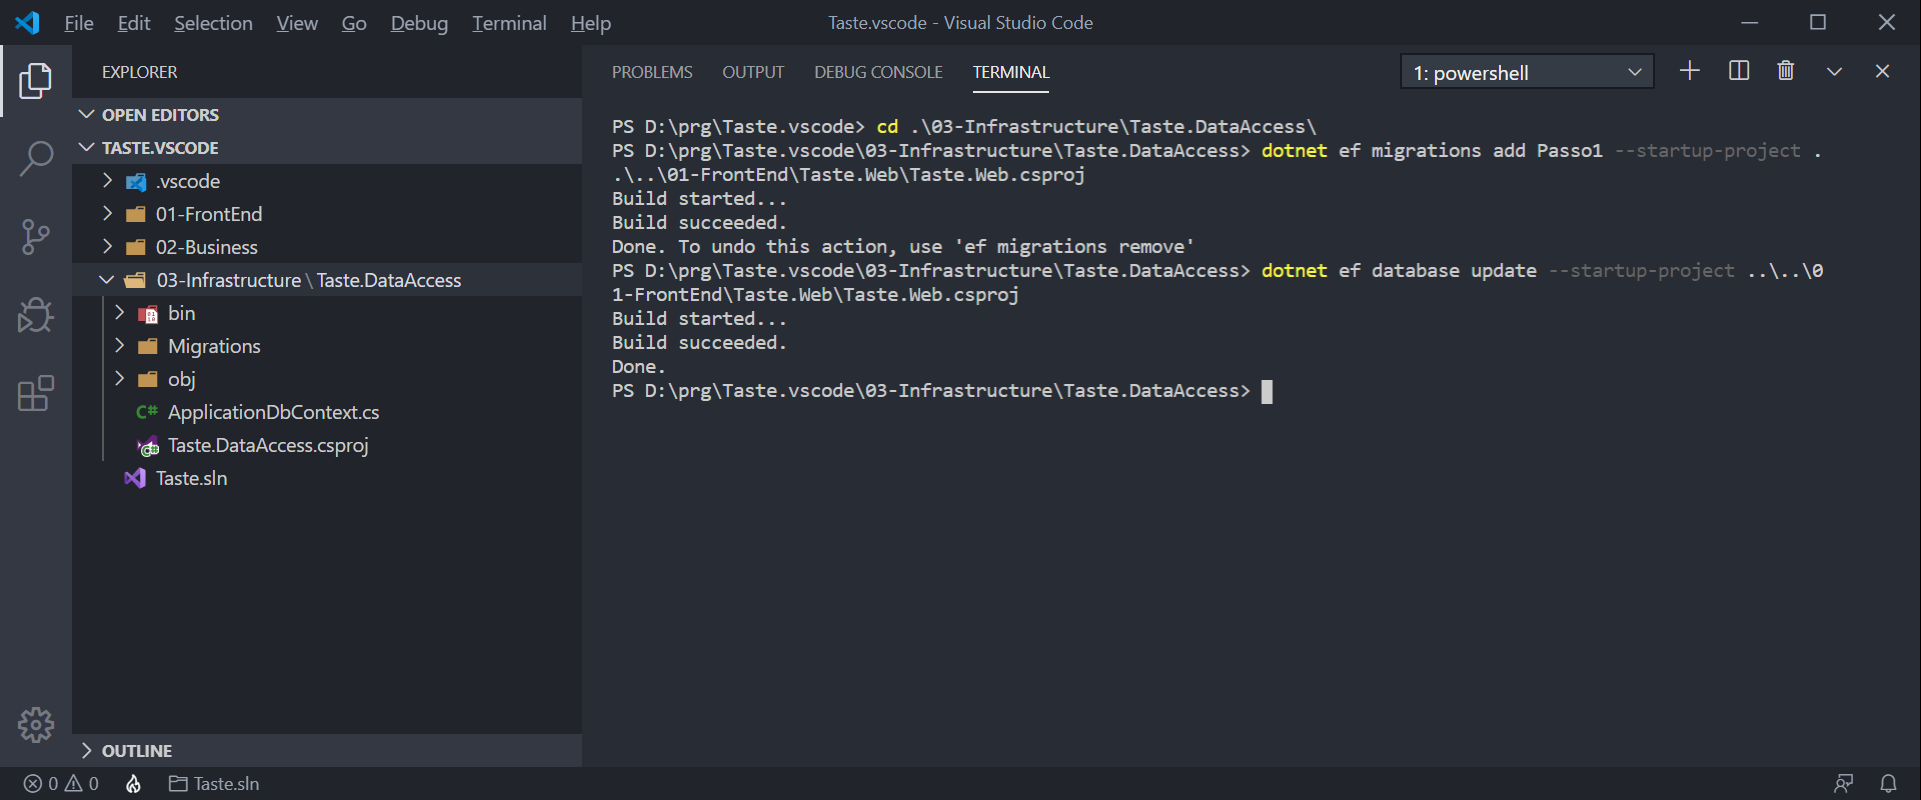 File Edit Selection View Go Debug Terminal Help
Taste.vscode - Visual Studio Code
EXPLORER
OPEN EDITORS
TASTE.VSCODE
.vscode
01-FrontEnd
02-Business
03-Infrastructure \ Taste.DataAccess
bin
Migrations
obj
C# ApplicationDbContext.cs
Taste.DataAccess.csproj
Taste.sln
OUTLINE
PROBLEMS OUTPUT DEBUG CONSOLE TERMINAL
1: powershell
PS D:\prg\Taste.vscode> cd .\03-Infrastructure\Taste.DataAccess\
PS D:\prg\Taste.vscode\03-Infrastructure\Taste.DataAccess> dotnet ef migrations add Passo1 --startup-project .
.\..\01-FrontEnd\Taste.Web\Taste.Web.csproj
Build started...
Build succeeded.
Done. To undo this action, use 'ef migrations remove'
PS D:\prg\Taste.vscode\03-Infrastructure\Taste.DataAccess> dotnet ef database update --startup-project ..\..\0
1-FrontEnd\Taste.Web\Taste.Web.csproj
Build started...
Build succeeded.
Done.
PS D:\prg\Taste.vscode\03-Infrastructure\Taste.DataAccess>
0 0 Taste.sln